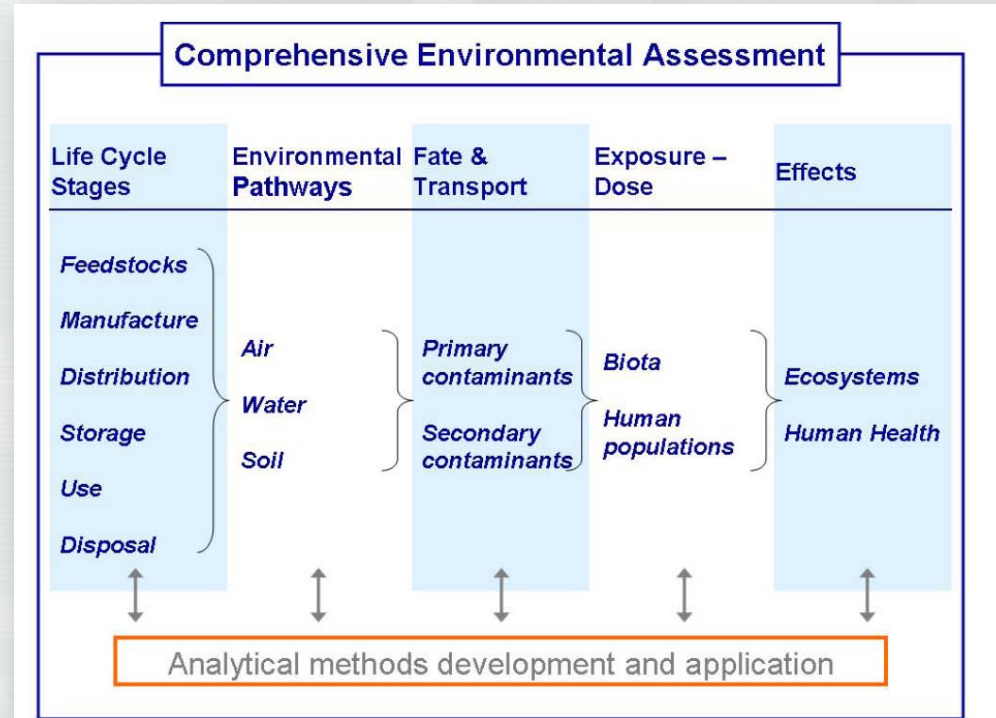 Comprehensive Environmental Assessment
Life Cycle
Stages
Environmental
Pathways
Fate &
Transport
Exposure –
Dose
Effects
Feedstocks
Manufacture
Distribution
Storage
Use
Disposal
Air
Water
Soil
Primary
contaminants
Secondary
contaminants
Biota
Human
populations
Ecosystems
Human Health
Analytical methods development and application